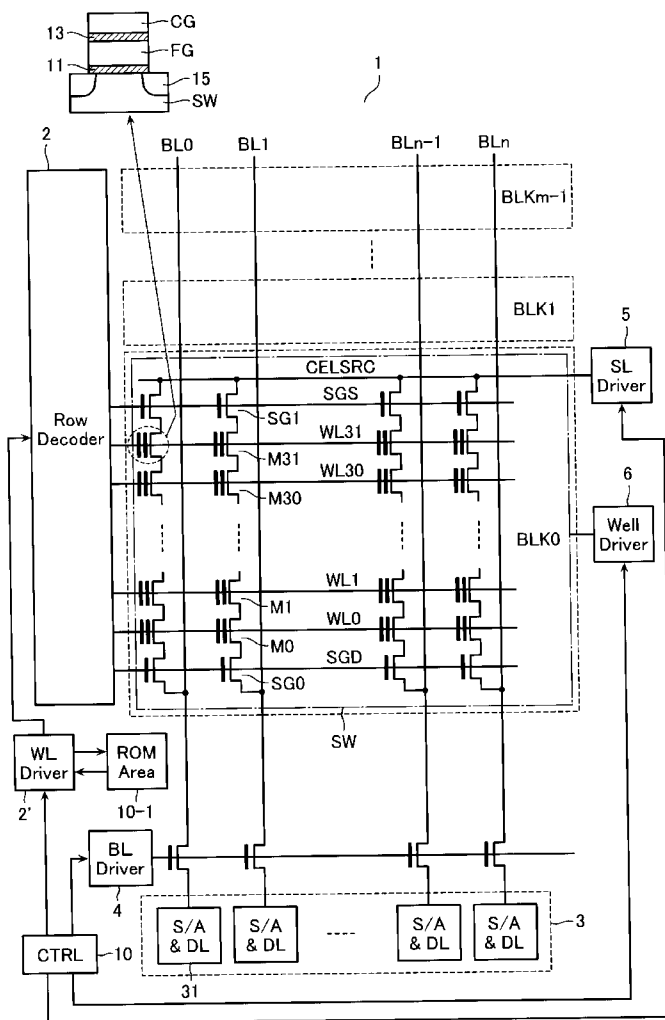 CG
13
FG
11
15
SW
1
2
BL0
BL1
BLn-1
BLn
BLKm-1
BLK1
5
CELSRC
SL
Driver
SGS
Row
Decoder
SG1
WL31
M31
WL30
6
M30
BLK0
Well
Driver
WL1
M1
WL0
M0
SGD
SG0
SW
WL
Driver
ROM
Area
2'
10-1
BL
Driver
4
S/A
& DL
S/A
& DL
S/A
& DL
S/A
& DL
3
CTRL
10
31